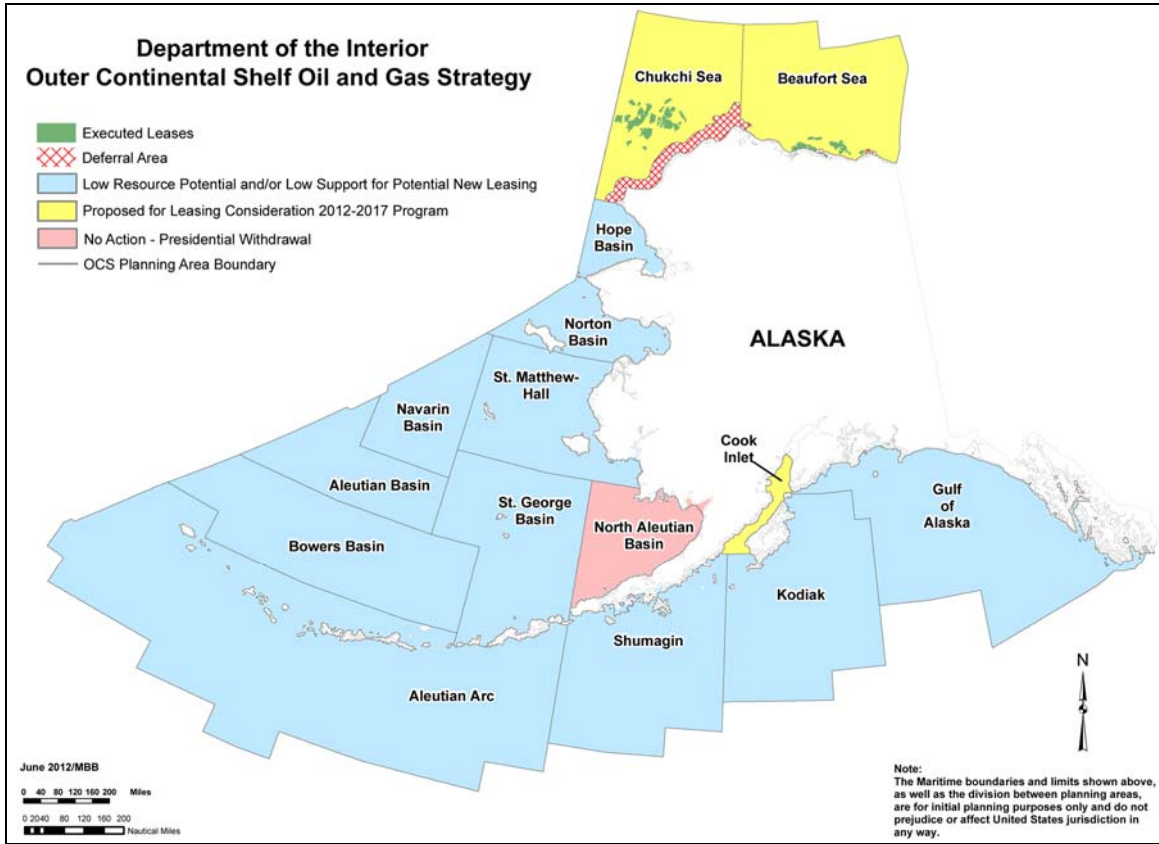 Department of the Interior
Outer Continental Shelf Oil and Gas Strategy
Executed Leases
Deferral Area
Low Resource Potential and/or Low Support for Potential New Leasing
Proposed for Leasing Consideration 2012-2017 Program
No Action - Presidential Withdrawal
OCS Planning Area Boundary
Chukchi Sea
Beaufort Sea
Hope
Basin
Norton
Basin
ALASKA
St. Matthew-
Hall
Navarin
Basin
Cook
Inlet
Aleutian Basin
St. George
Basin
North Aleutian
Basin
Gulf
of
Alaska
Bowers Basin
Kodiak
Shumagin
Aleutian Arc
N
June 2012/MBB
0 40 80 120 160 200 Miles
0 20 40 80 120 160 200
Nautical Miles
Note:
The Maritime boundaries and limits shown above,
as well as the division between planning areas,
are for initial planning purposes only and do not
prejudice or affect United States jurisdiction in
any way.